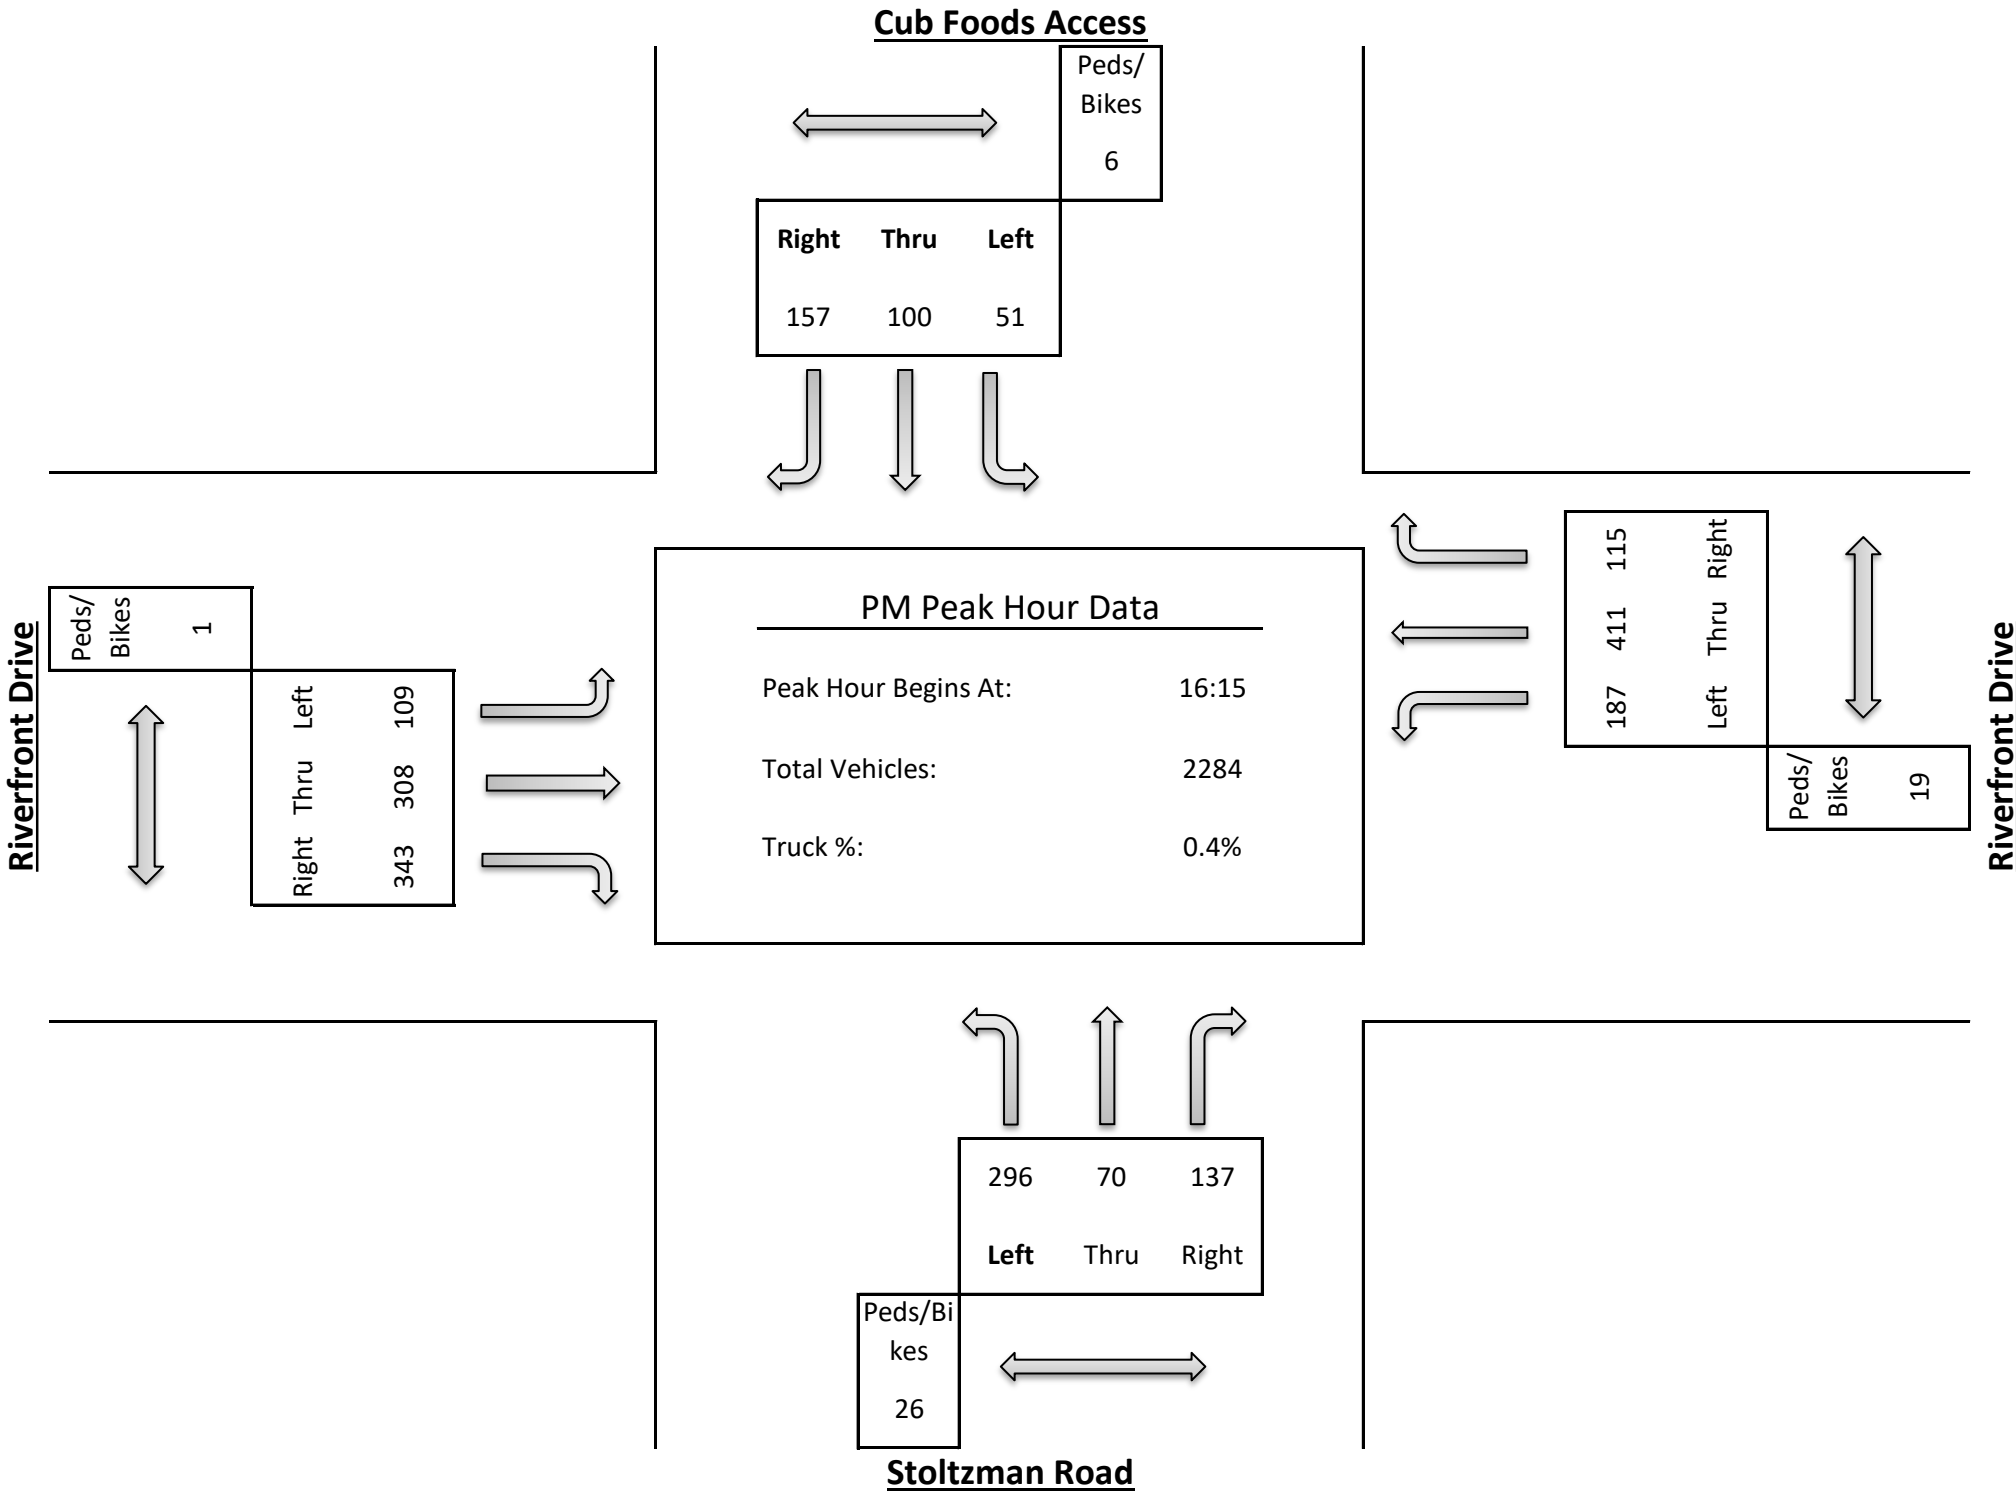 Cub Foods Access
Peds/
Bikes
6
Right Thru Left
157 100 51
Riverfront Drive
Peds/
Bikes
1
Left 109
Thru 308
Right 343
PM Peak Hour Data
Peak Hour Begins At: 16:15
Total Vehicles: 2284
Truck %: 0.4%
115 Right
411 Thru
187 Left
Peds/
Bikes
19
Riverfront Drive
296 70 137
Left Thru Right
Peds/Bi
kes
26
Stoltzman Road